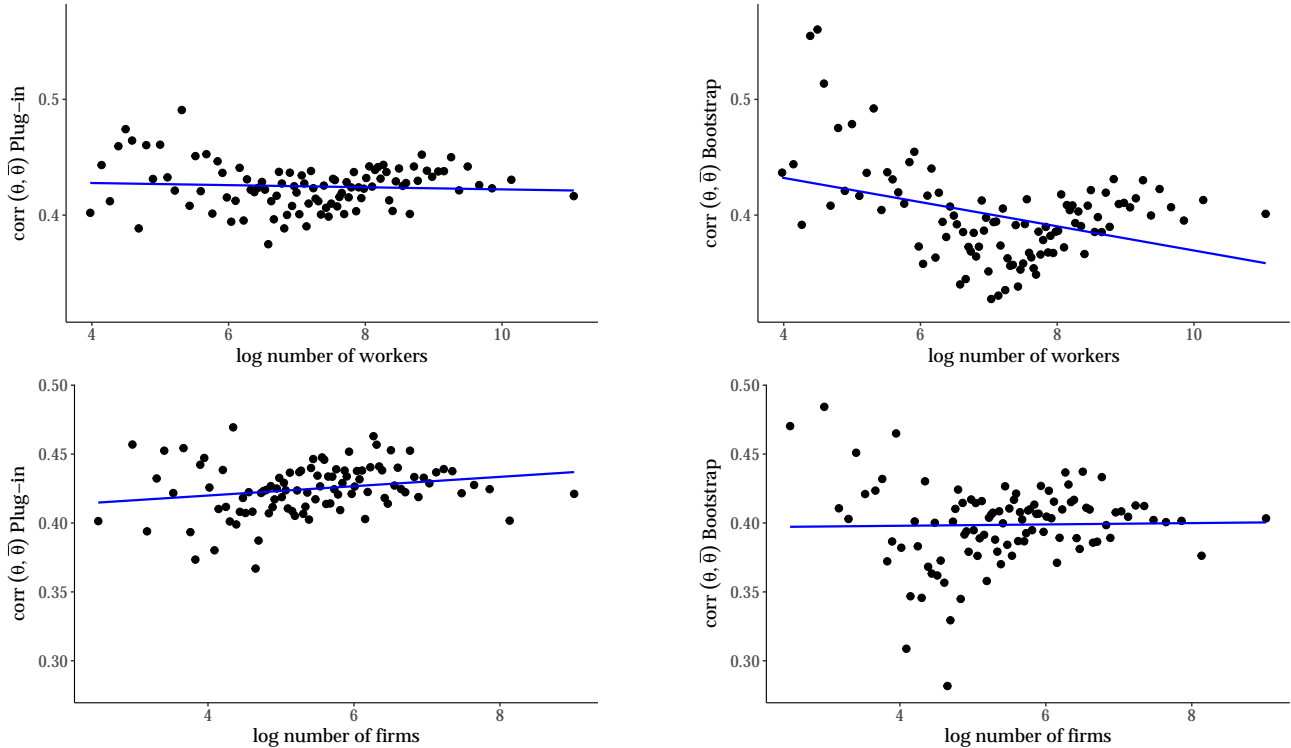 corr (θ, θ̅) Plug−in
0.5
0.4
4 6 8 10
log number of workers
corr (θ, θ̅) Bootstrap
0.5
0.4
4 6 8 10
log number of workers
corr (θ, θ̅) Plug−in
0.50
0.45
0.40
0.35
0.30
4 6 8
log number of firms
corr (θ, θ̅) Bootstrap
0.50
0.45
0.40
0.35
0.30
4 6 8
log number of firms